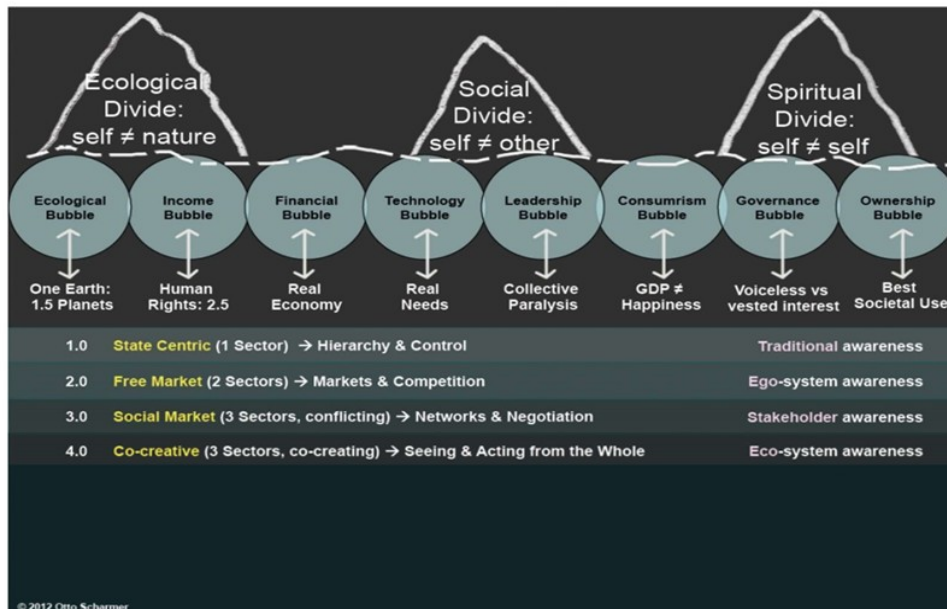 Ecological
Divide:
self ≠ nature
Social
Divide:
self ≠ other
Spiritual
Divide:
self ≠ self
Ecological
Bubble
Income
Bubble
Financial
Bubble
Technology
Bubble
Leadership
Bubble
Consumrism
Bubble
Governance
Bubble
Ownership
Bubble
One Earth:
1.5 Planets
Human
Rights: 2.5
Real
Economy
Real
Needs
Collective
Paralysis
GDP ≠
Happiness
Voiceless vs
vested interest
Best
Societal Use
1.0 State Centric (1 Sector) → Hierarchy & Control Traditional awareness
2.0 Free Market (2 Sectors) → Markets & Competition Ego-system awareness
3.0 Social Market (3 Sectors, conflicting) → Networks & Negotiation Stakeholder awareness
4.0 Co-creative (3 Sectors, co-creating) → Seeing & Acting from the Whole Eco-system awareness
© 2012 Otto Scharmer